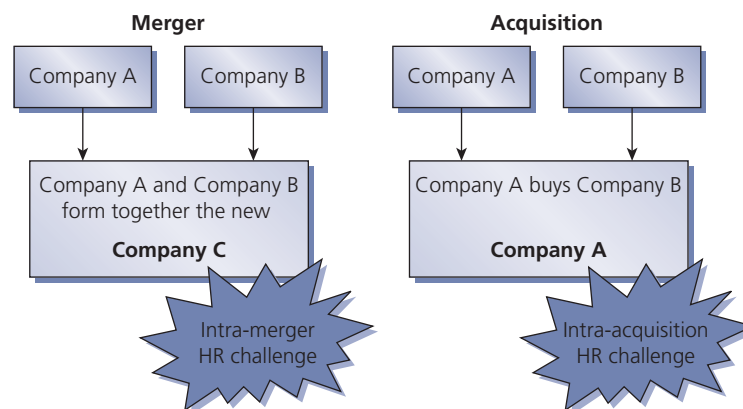 Merger
Company A
Company B
Company A and Company B
form together the new
Company C
Intra-merger
HR challenge
Acquisition
Company A
Company B
Company A buys Company B
Company A
Intra-acquisition
HR challenge